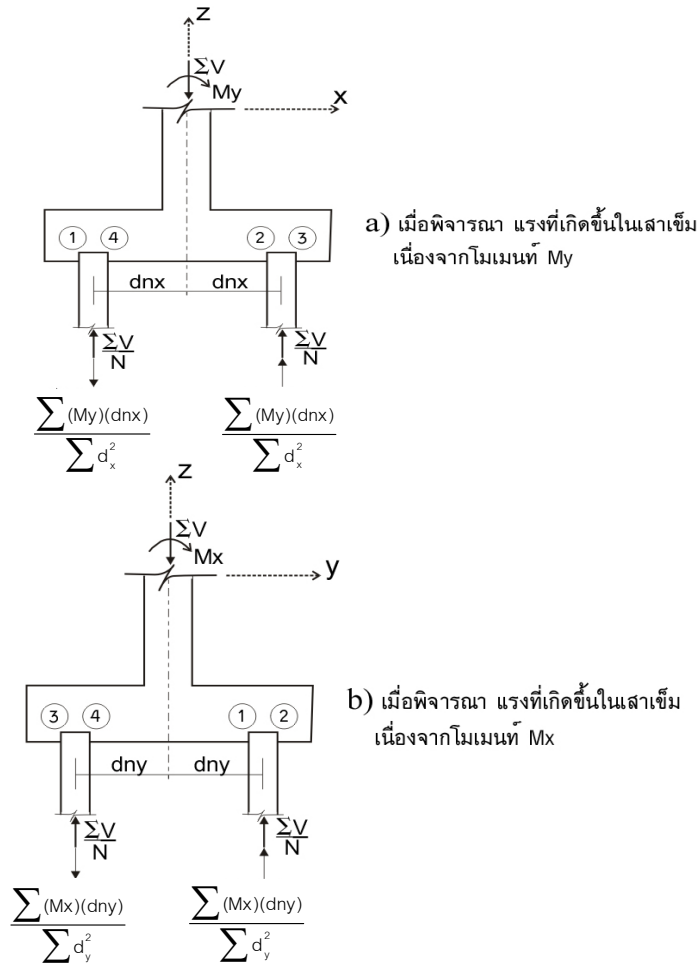 z
ΣV
My
x
a) เมื่อพิจารณา แรงที่เกิดขึ้นในเสาเข็ม
เนื่องจากโมเมนท์ My
1 4 2 3
dnx dnx
ΣV ΣV
N N
∑(My)(dnx) ∑(My)(dnx)
∑d²x ∑d²x
z
ΣV
Mx
y
b) เมื่อพิจารณา แรงที่เกิดขึ้นในเสาเข็ม
เนื่องจากโมเมนท์ Mx
3 4 1 2
dny dny
ΣV ΣV
N N
∑(Mx)(dny) ∑(Mx)(dny)
∑d²y ∑d²y